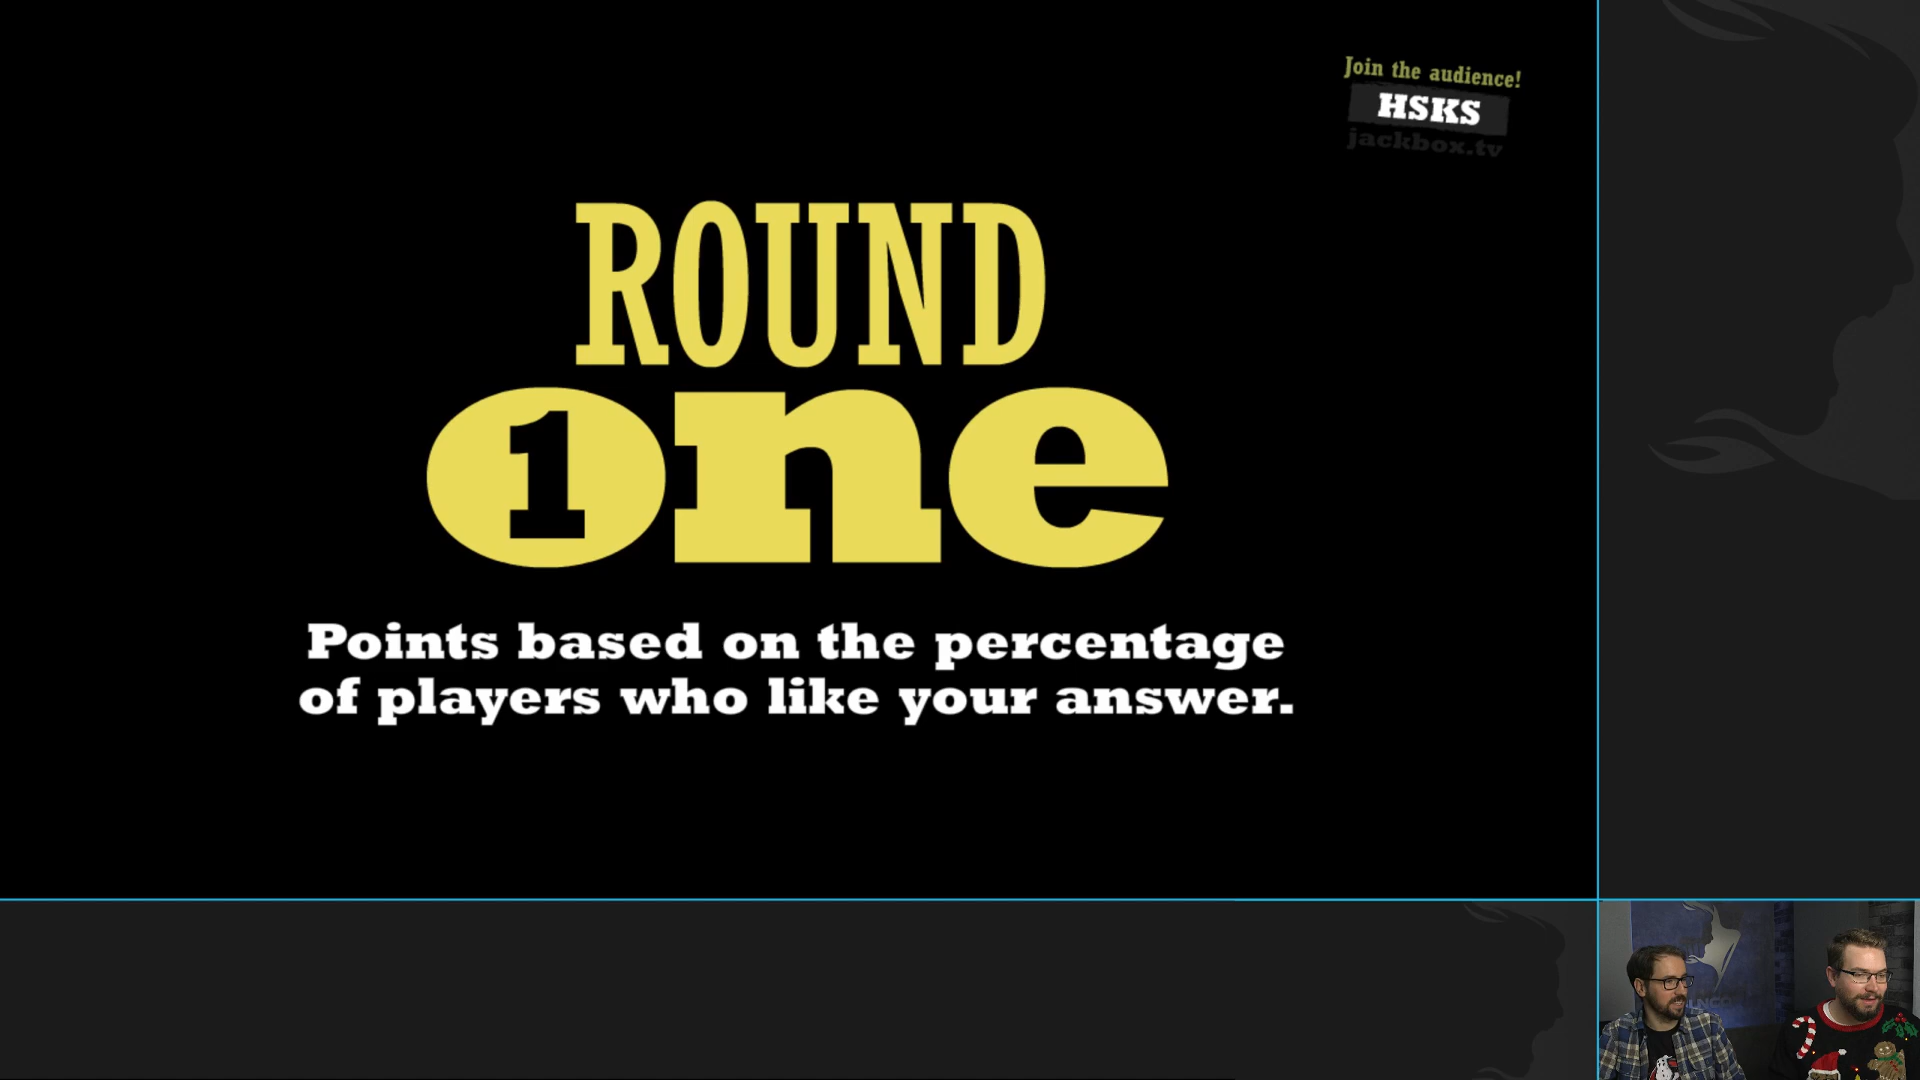 Join the audience!
HSKS
jackbox.tv
ROUND
One
1
Points based on the percentage
of players who like your answer.